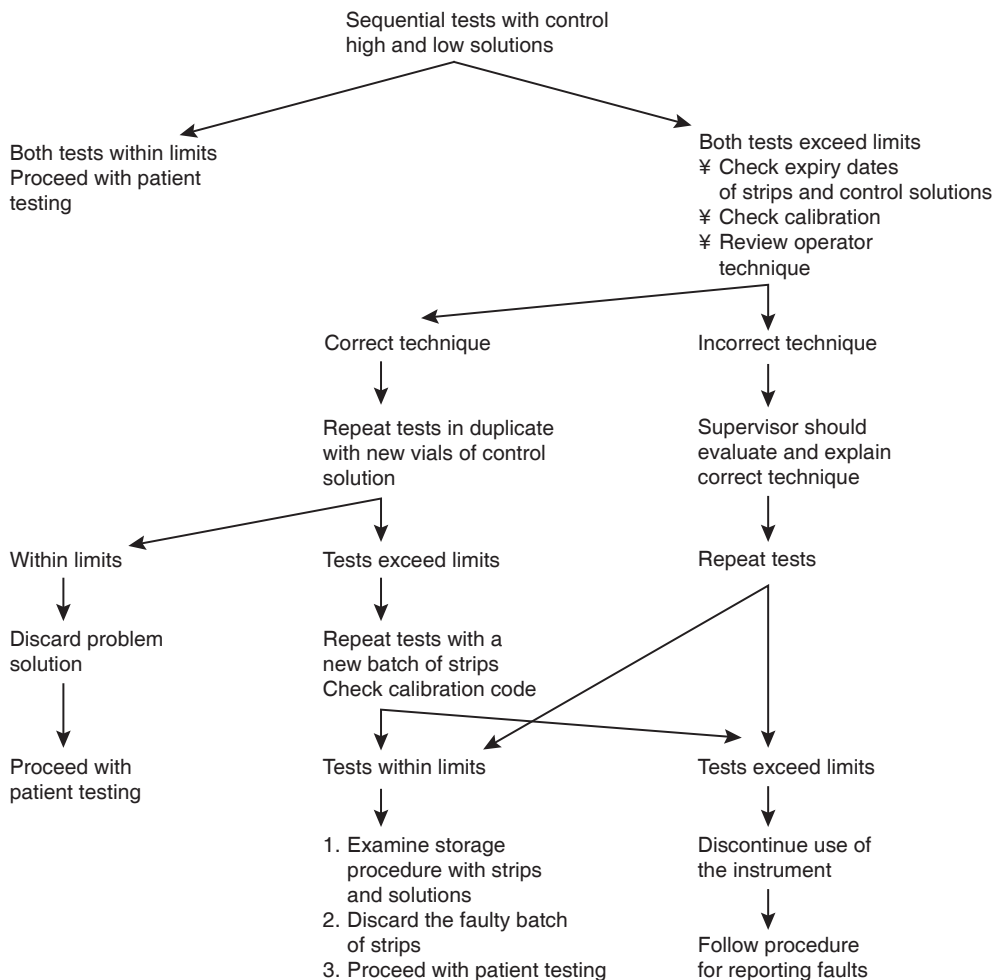 Sequential tests with control
high and low solutions
Both tests within limits
Proceed with patient
testing
Both tests exceed limits
¥ Check expiry dates
of strips and control solutions
¥ Check calibration
¥ Review operator
technique
Correct technique
Incorrect technique
Repeat tests in duplicate
with new vials of control
solution
Supervisor should
evaluate and explain
correct technique
Within limits
Tests exceed limits
Repeat tests
Discard problem
solution
Repeat tests with a
new batch of strips
Check calibration code
Proceed with
patient testing
Tests within limits
Tests exceed limits
1. Examine storage
procedure with strips
and solutions
2. Discard the faulty batch
of strips
3. Proceed with patient testing
Discontinue use of
the instrument
Follow procedure
for reporting faults